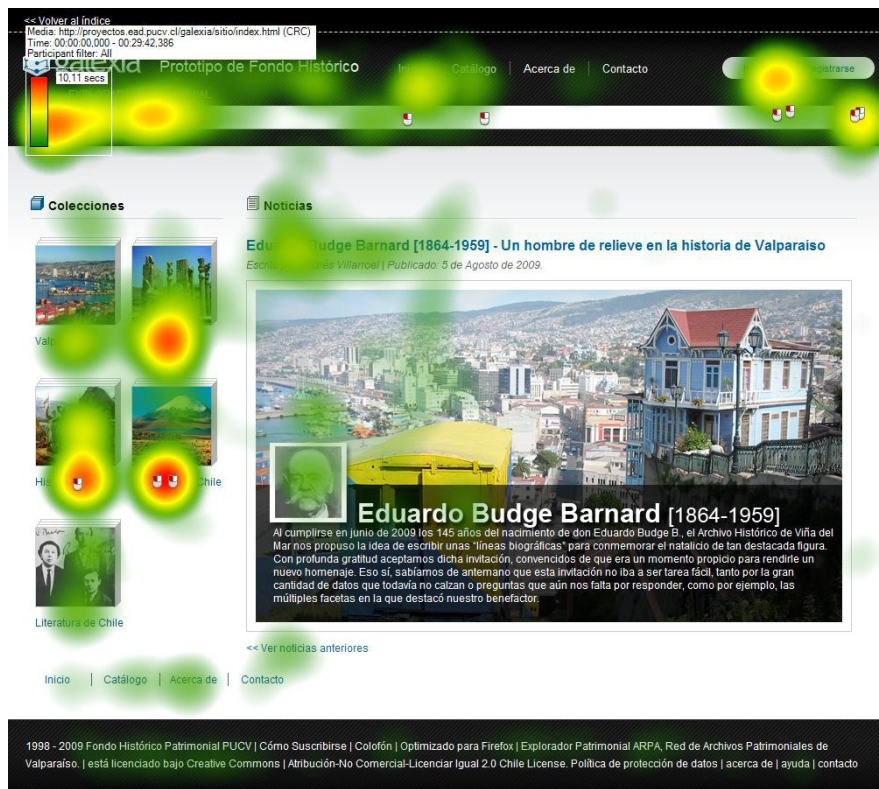 << Volver al índice
Media: http://proyectos.ead.pucv.cl/galexia/sitio/index.html (CRC)
Time: 00:00:00,000 - 00:29:42,386
Participant filter: All
galexia Prototipo de Fondo Histórico
Catálogo | Acerca de | Contacto
10,11 secs
Colecciones
Noticias
Budge Barnard [1864-1959] - Un hombre de relieve en la historia de Valparaíso
Villarroel | Publicado: 5 de Agosto de 2009.
Chile
Literatura de Chile
Eduardo Budge Barnard [1864-1959]
Al cumplirse en junio de 2009 los 145 años del nacimiento de don Eduardo Budge B., el Archivo Histórico de Viña del
Mar nos propuso la idea de escribir unas "líneas biográficas" para conmemorar el natalicio de tan destacada figura.
Con profunda gratitud aceptamos dicha invitación, convencidos de que era un momento propicio para rendirle un
nuevo homenaje. Eso sí, sabíamos de antemano que esta invitación no iba a ser tarea fácil, tanto por la gran
cantidad de datos que todavía no calzan o preguntas que aún nos falta por responder, como por ejemplo, las
múltiples facetas en la que destacó nuestro benefactor.
<< Ver noticias anteriores
Inicio | Catálogo | Acerca de | Contacto
1998 - 2009 Fondo Histórico Patrimonial PUCV | Cómo Suscribirse | Colofón | Optimizado para Firefox | Explorador Patrimonial ARPA, Red de Archivos Patrimoniales de
Valparaíso. | está licenciado bajo Creative Commons | Atribución-No Comercial-Licenciar Igual 2.0 Chile License. Política de protección de datos | acerca de | ayuda | contacto